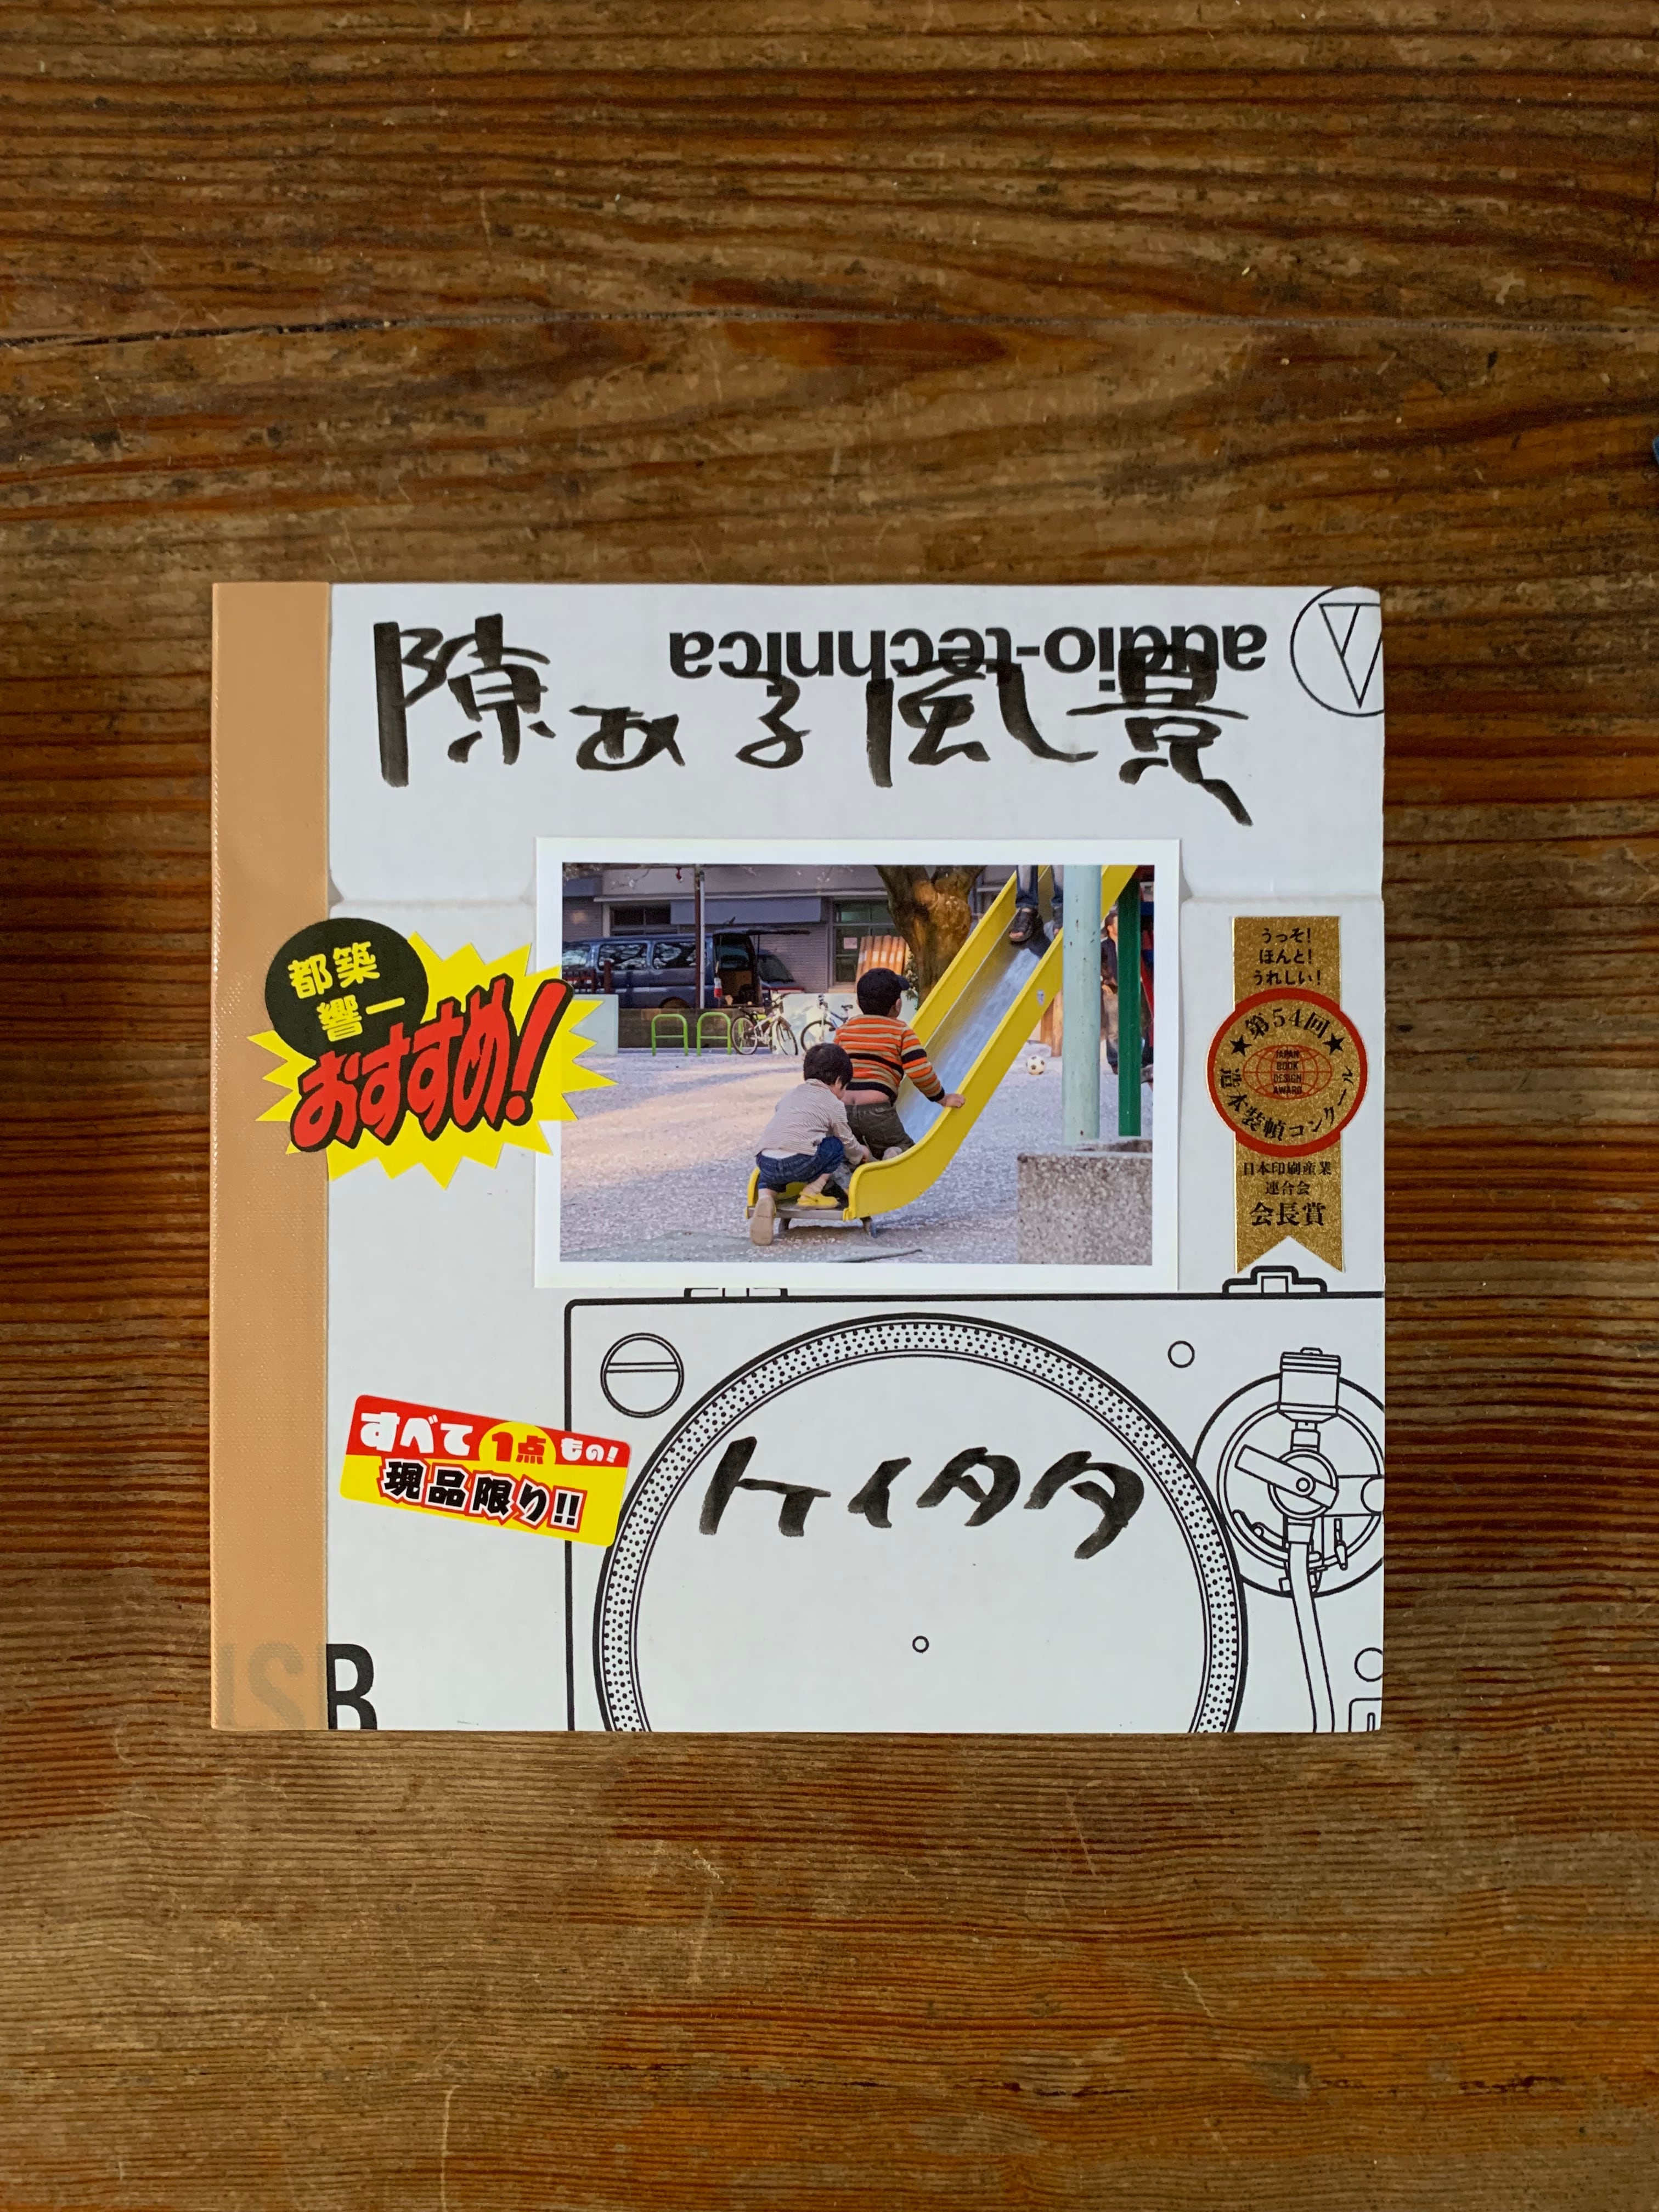 audio-technica
隙ある風景
都築
響一
おすすめ!
うっそ!
ほんと!
うれしい!
★第54回★
JAPAN
BOOK
DESIGN
AWARD
造本装幀コンクール
日本印刷産業
連合会
会長賞
すべて1点もの!
現品限り!!
ケイタタ
USB